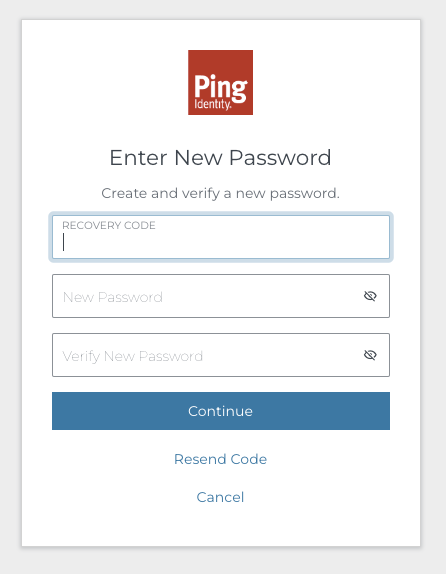 Ping
Identity.
Enter New Password
Create and verify a new password.
RECOVERY CODE
New Password
Verify New Password
Continue
Resend Code
Cancel